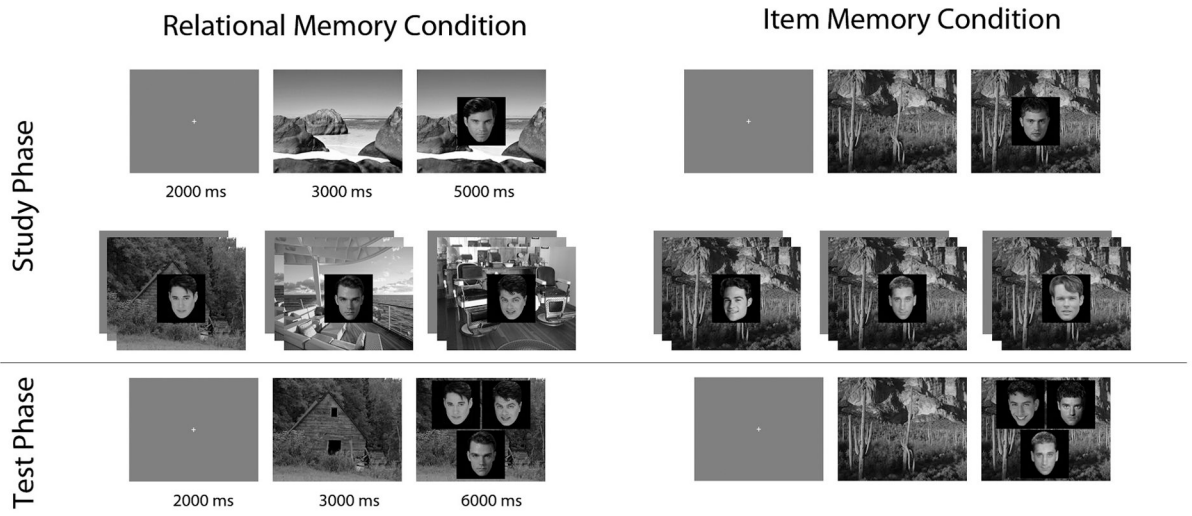 Relational Memory Condition
Item Memory Condition
Study Phase
2000 ms
3000 ms
5000 ms
Test Phase
2000 ms
3000 ms
6000 ms